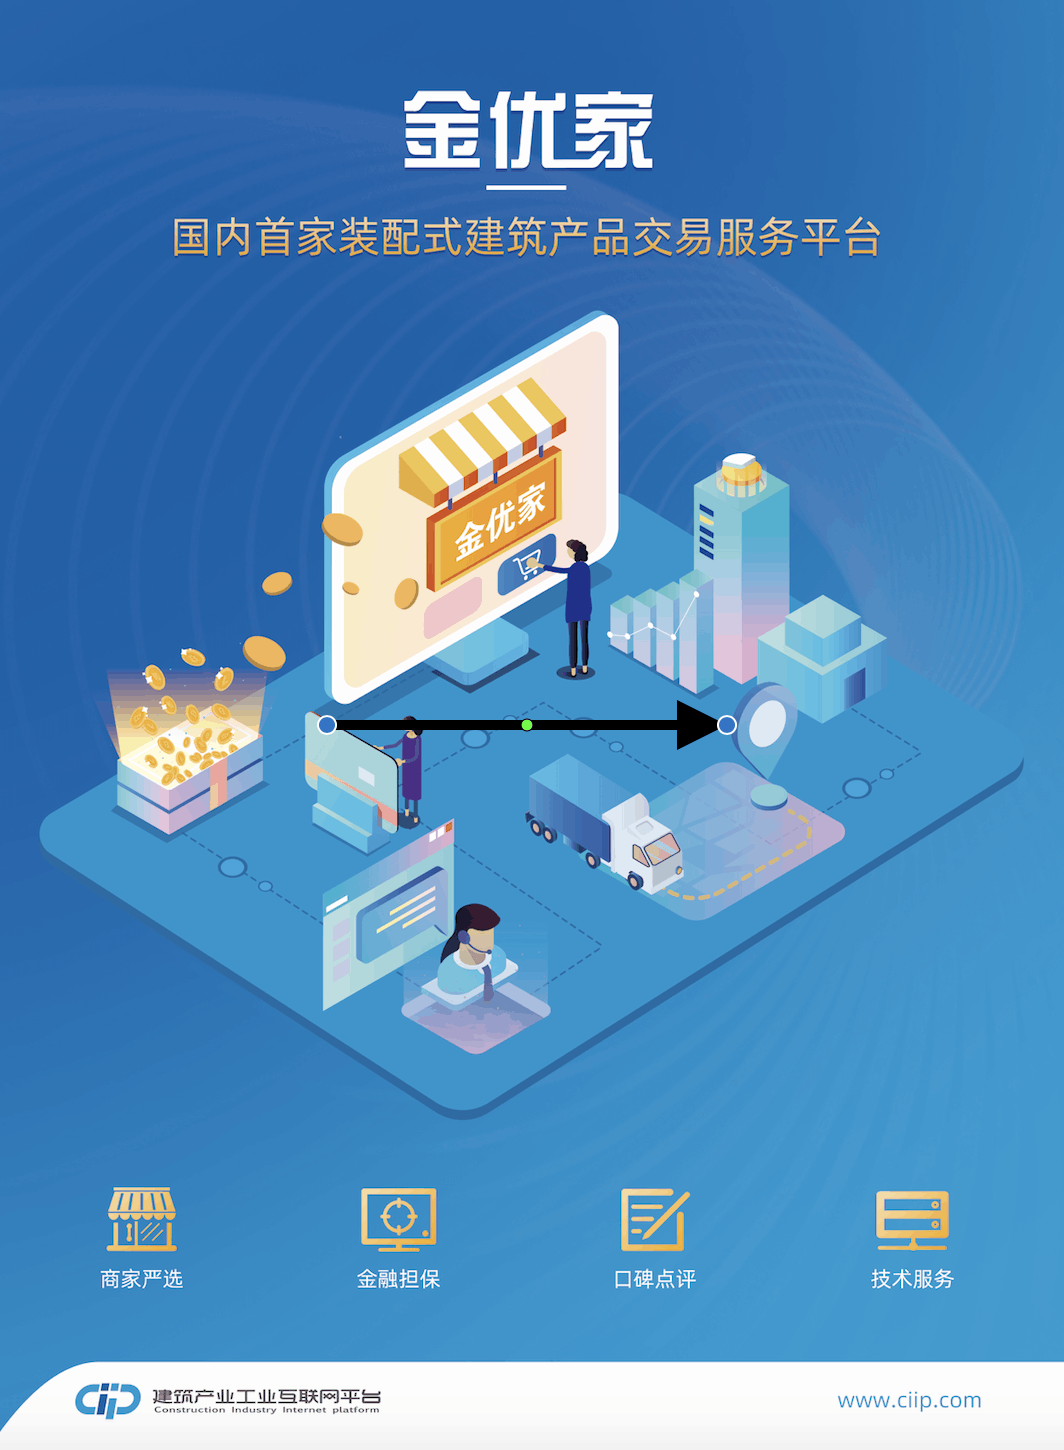 金优家
国内首家装配式建筑产品交易服务平台
金优家
商家严选
金融担保
口碑点评
技术服务
建筑产业工业互联网平台
Construction Industry Internet platform
www.ciip.com